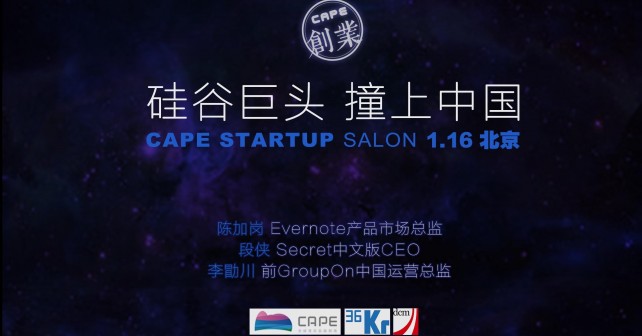 CAPE
創業
硅谷巨头 撞上中国
CAPE STARTUP SALON 1.16 北京
陈加岗 Evernote产品市场总监
段侠 Secret中文版CEO
李勖川 前GroupOn中国运营总监
CAPE 36Kr dcm